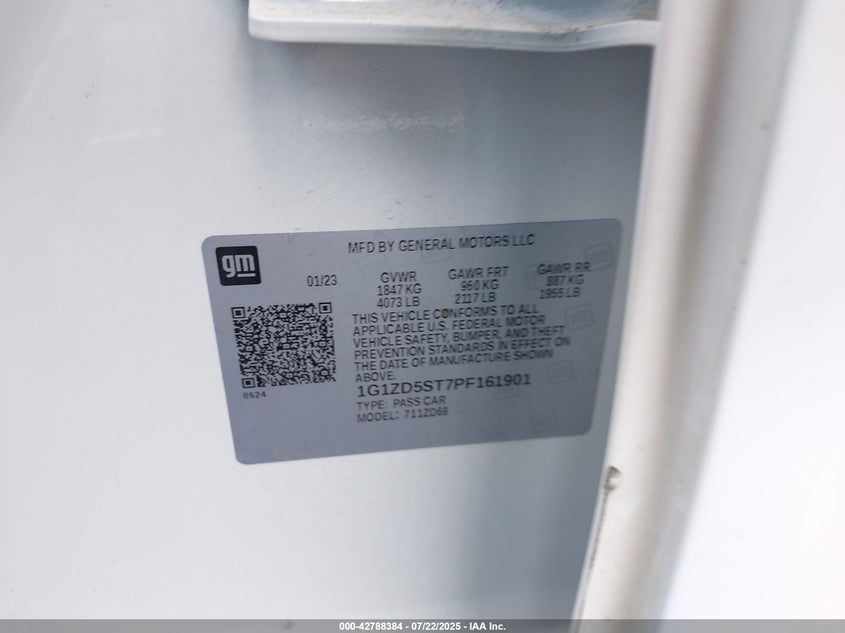 gm
MFD BY GENERAL MOTORS LLC
01/23
GVWR GAWR FRT GAWR RR
1847 KG 960 KG 887 KG
4073 LB 2117 LB 1955 LB
THIS VEHICLE CONFORMS TO ALL
APPLICABLE U.S. FEDERAL MOTOR
VEHICLE SAFETY, BUMPER, AND THEFT
PREVENTION STANDARDS IN EFFECT ON
THE DATE OF MANUFACTURE SHOWN
ABOVE.
8624
1G1ZD5ST7PF161901
TYPE: PASS CAR
MODEL: 711ZD69
000-42788384 - 07/22/2025 - IAA Inc.